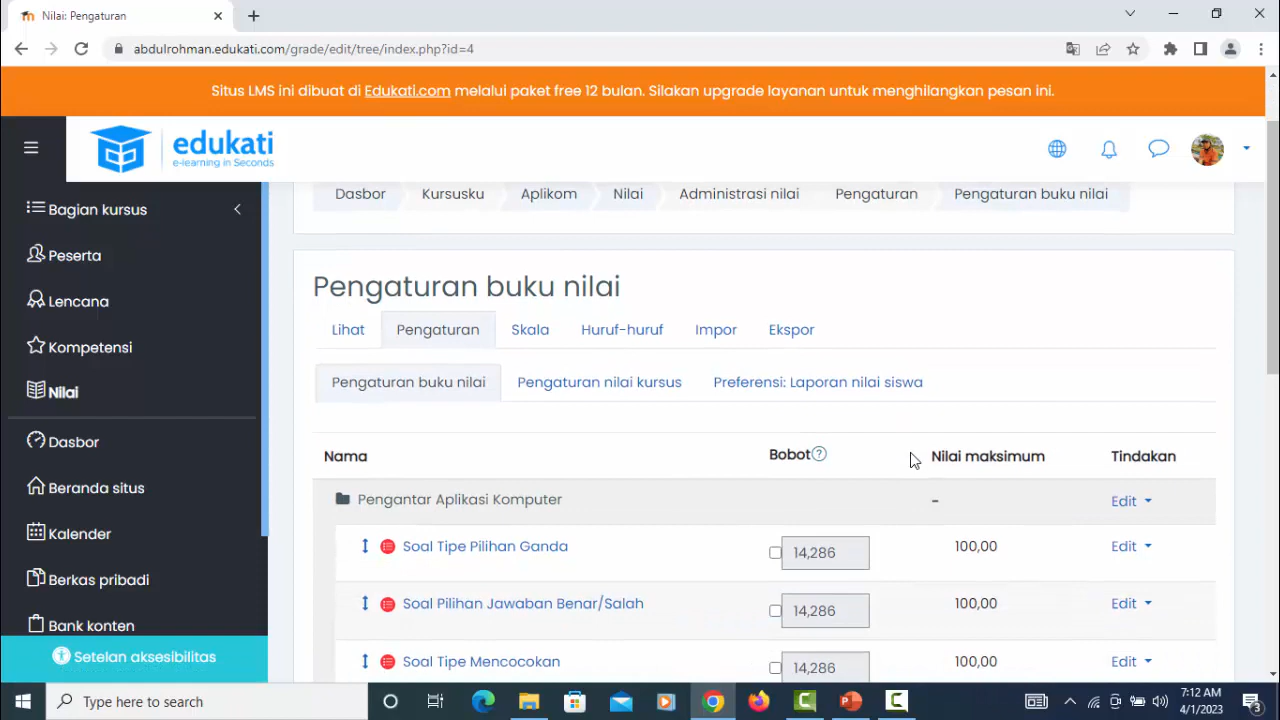 Nilai: Pengaturan
abdulrohman.edukati.com/grade/edit/tree/index.php?id=4
Situs LMS ini dibuat di Edukati.com melalui paket free 12 bulan. Silakan upgrade layanan untuk menghilangkan pesan ini.
edukati
e-learning in Seconds
Dasbor Kursusku Aplikom Nilai Administrasi nilai Pengaturan Pengaturan buku nilai
Bagian kursus
Peserta
Lencana
Kompetensi
Nilai
Dasbor
Beranda situs
Kalender
Berkas pribadi
Bank konten
Setelan aksesibilitas
Pengaturan buku nilai
Lihat Pengaturan Skala Huruf-huruf Impor Ekspor
Pengaturan buku nilai Pengaturan nilai kursus Preferensi: Laporan nilai siswa
Nama Bobot ? Nilai maksimum Tindakan
Pengantar Aplikasi Komputer - Edit
Soal Tipe Pilihan Ganda 14,286 100,00 Edit
Soal Pilihan Jawaban Benar/Salah 14,286 100,00 Edit
Soal Tipe Mencocokan 14,286 100,00 Edit
Type here to search
7:12 AM
4/1/2023
3